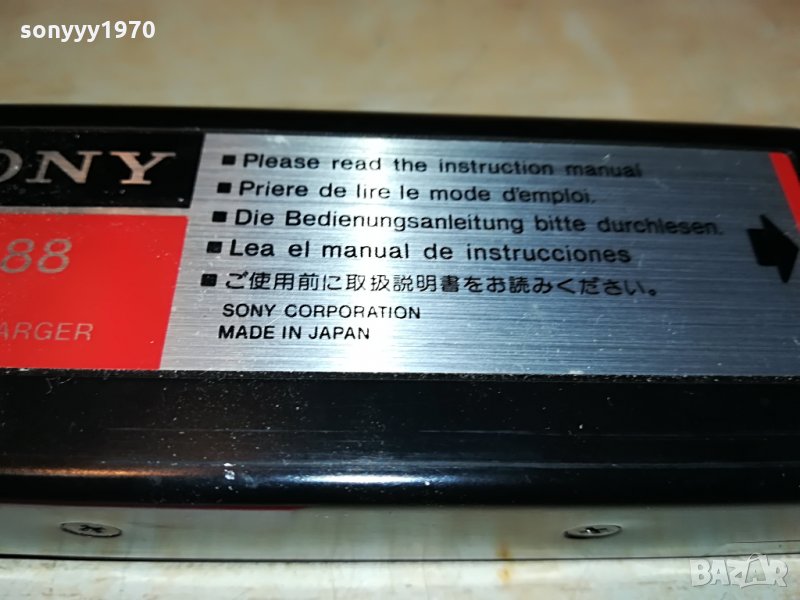 sonyyy1970
ONY
88
ARGER
▪ Please read the instruction manual
▪ Priere de lire le mode d'emploi.
▪ Die Bedienungsanleitung bitte durchlesen.
▪ Lea el manual de instrucciones
▪ ご使用前に取扱説明書をお読みください。
SONY CORPORATION
MADE IN JAPAN
BAZAR